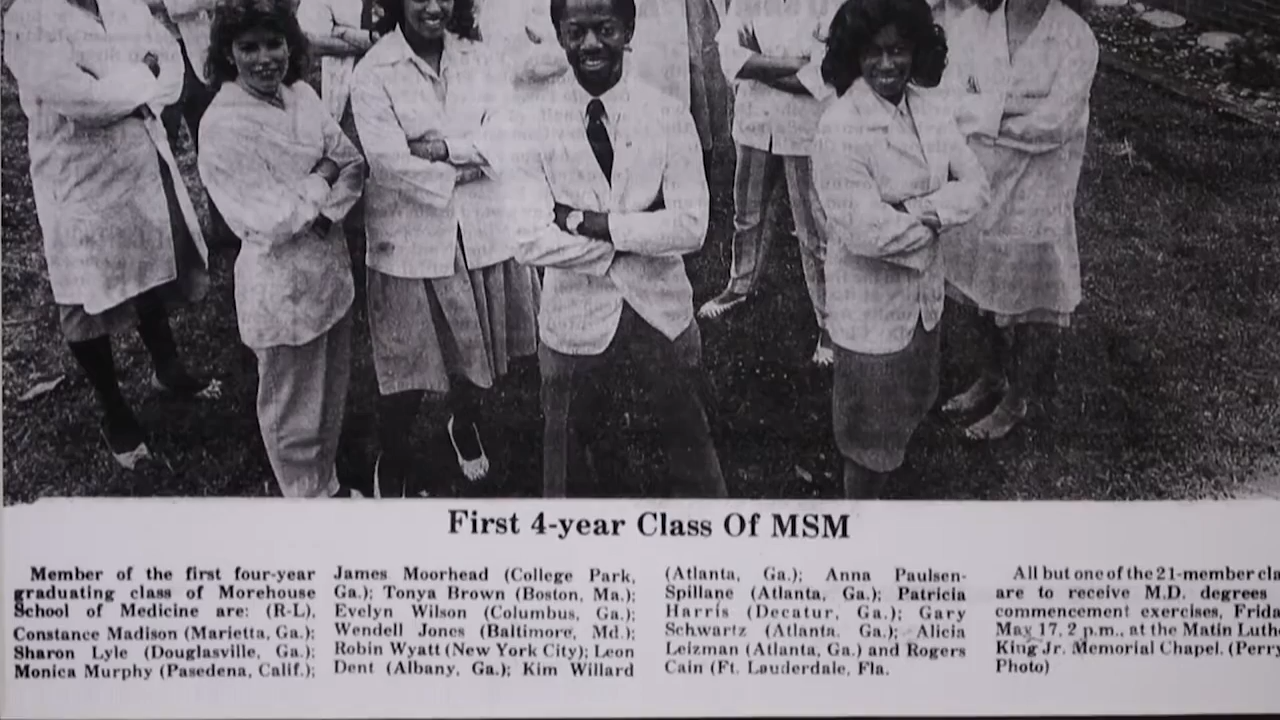 First 4-year Class Of MSM
Member of the first four-year
graduating class of Morehouse
School of Medicine are: (R-L),
Constance Madison (Marietta, Ga.);
Sharon Lyle (Douglasville, Ga.);
Monica Murphy (Pasedena, Calif.);
James Moorhead (College Park,
Ga.); Tonya Brown (Boston, Ma.);
Evelyn Wilson (Columbus, Ga.);
Wendell Jones (Baltimore, Md.);
Robin Wyatt (New York City); Leon
Dent (Albany, Ga.); Kim Willard
(Atlanta, Ga.); Anna Paulsen-
Spillane (Atlanta, Ga.); Patricia
Harris (Decatur, Ga.); Gary
Schwartz (Atlanta. Ga.); Alicia
Leizman (Atlanta, Ga.) and Rogers
Cain (Ft. Lauderdale, Fla.
All but one of the 21-member cla
are to receive M.D. degrees
commencement exercises, Frida
May 17, 2 p.m., at the Matin Luth
King Jr. Memorial Chapel. (Perry
Photo)